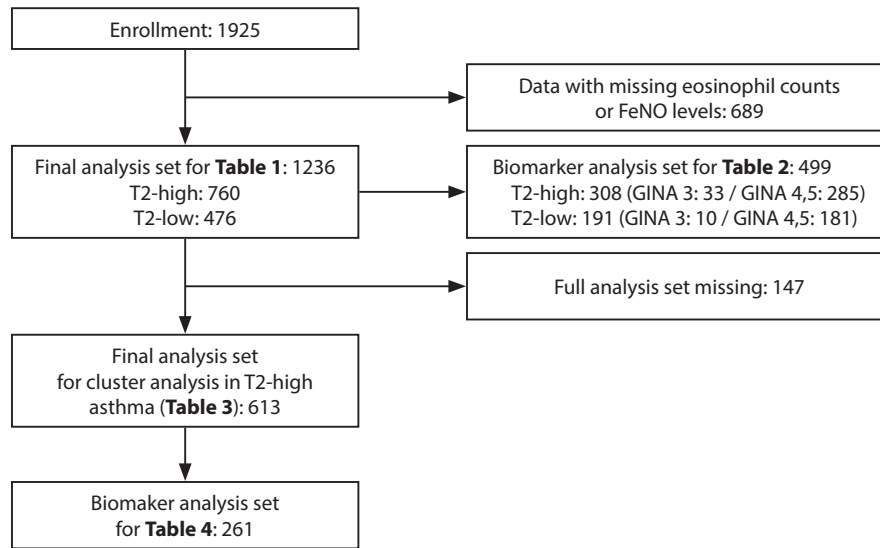 Enrollment: 1925
Data with missing eosinophil counts
or FeNO levels: 689
Final analysis set for Table 1: 1236
T2-high: 760
T2-low: 476
Biomarker analysis set for Table 2: 499
T2-high: 308 (GINA 3: 33 / GINA 4,5: 285)
T2-low: 191 (GINA 3: 10 / GINA 4,5: 181)
Full analysis set missing: 147
Final analysis set
for cluster analysis in T2-high
asthma (Table 3): 613
Biomaker analysis set
for Table 4: 261